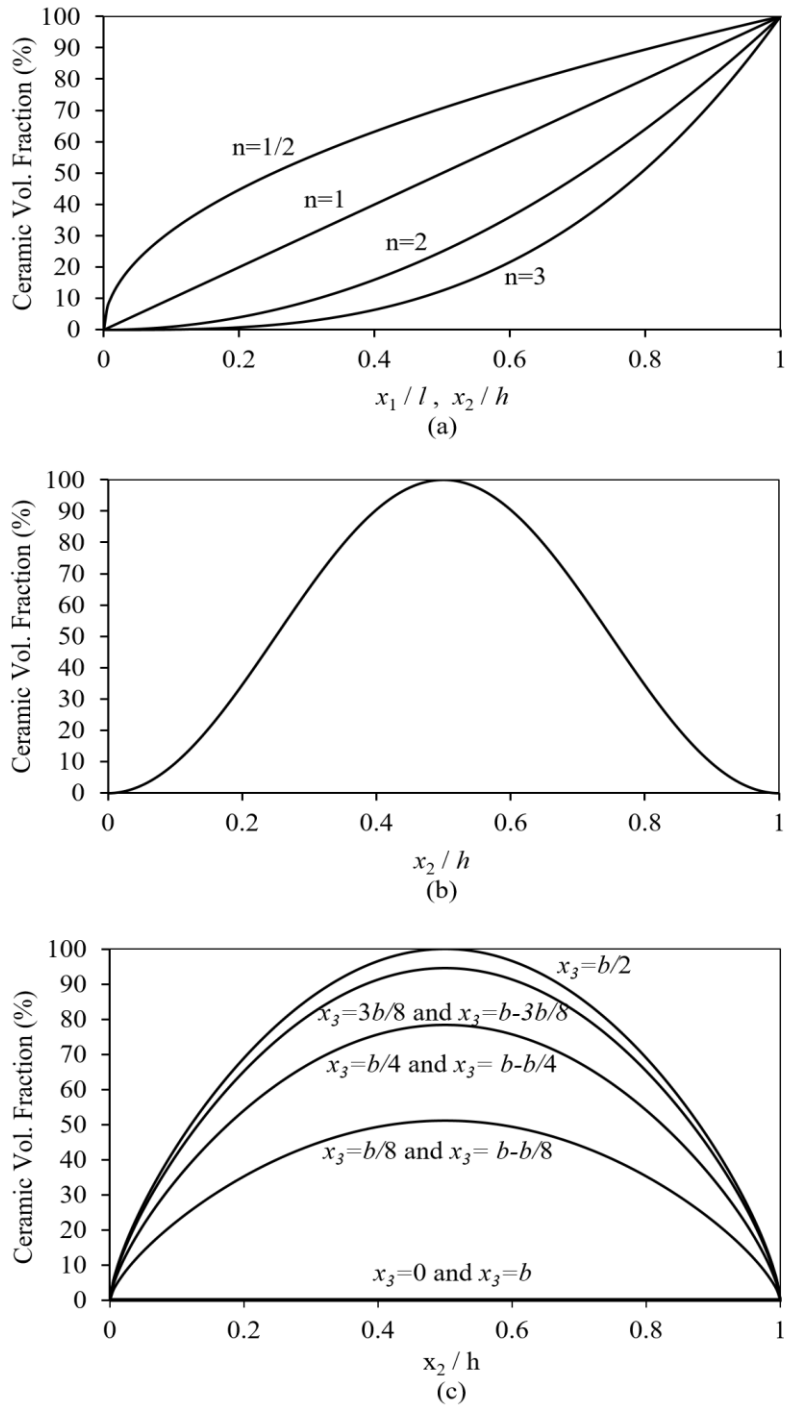 Ceramic Vol. Fraction (%)
100
90
80
70
60
50
40
30
20
10
0
n=1/2
n=1
n=2
n=3
0 0.2 0.4 0.6 0.8 1
x₁ / l , x₂ / h
(a)
Ceramic Vol. Fraction (%)
100
90
80
70
60
50
40
30
20
10
0
0 0.2 0.4 0.6 0.8 1
x₂ / h
(b)
Ceramic Vol. Fraction (%)
100
90
80
70
60
50
40
30
20
10
0
x₃=b/2
x₃=3b/8 and x₃=b-3b/8
x₃=b/4 and x₃= b-b/4
x₃=b/8 and x₃= b-b/8
x₃=0 and x₃=b
0 0.2 0.4 0.6 0.8 1
x₂ / h
(c)